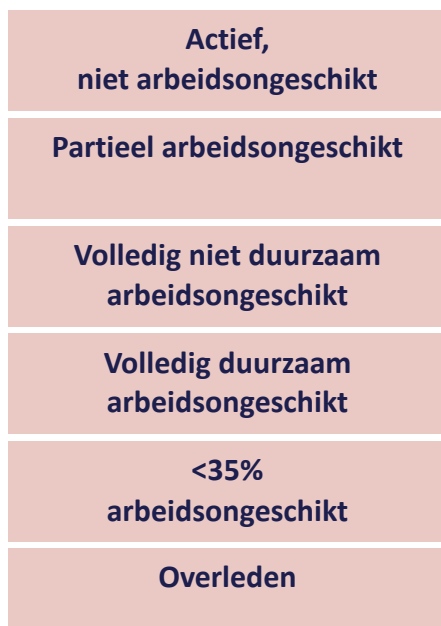 Actief,
niet arbeidsongeschikt
Partieel arbeidsongeschikt
Volledig niet duurzaam
arbeidsongeschikt
Volledig duurzaam
arbeidsongeschikt
<35%
arbeidsongeschikt
Overleden